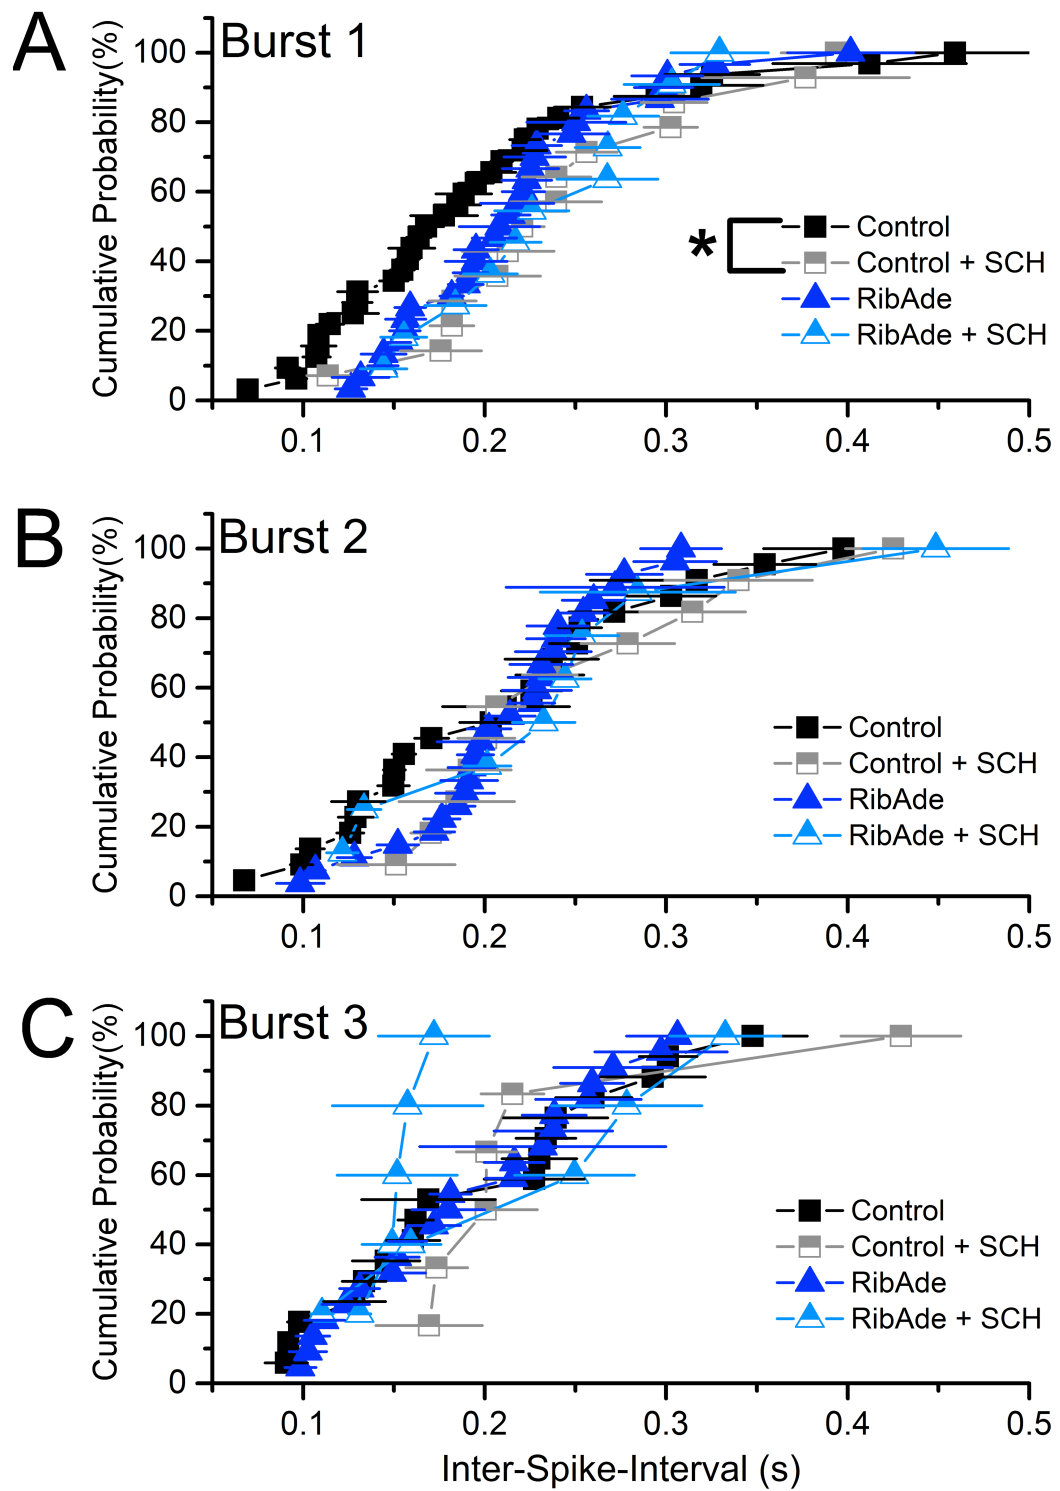 A
Burst 1
Cumulative Probability(%)
100
80
60
40
20
0
*
Control
Control + SCH
RibAde
RibAde + SCH
0.1 0.2 0.3 0.4 0.5
B
Burst 2
Cumulative Probability(%)
100
80
60
40
20
0
Control
Control + SCH
RibAde
RibAde + SCH
0.1 0.2 0.3 0.4 0.5
C
Burst 3
Cumulative Probability(%)
100
80
60
40
20
0
Control
Control + SCH
RibAde
RibAde + SCH
0.1 0.2 0.3 0.4 0.5
Inter-Spike-Interval (s)